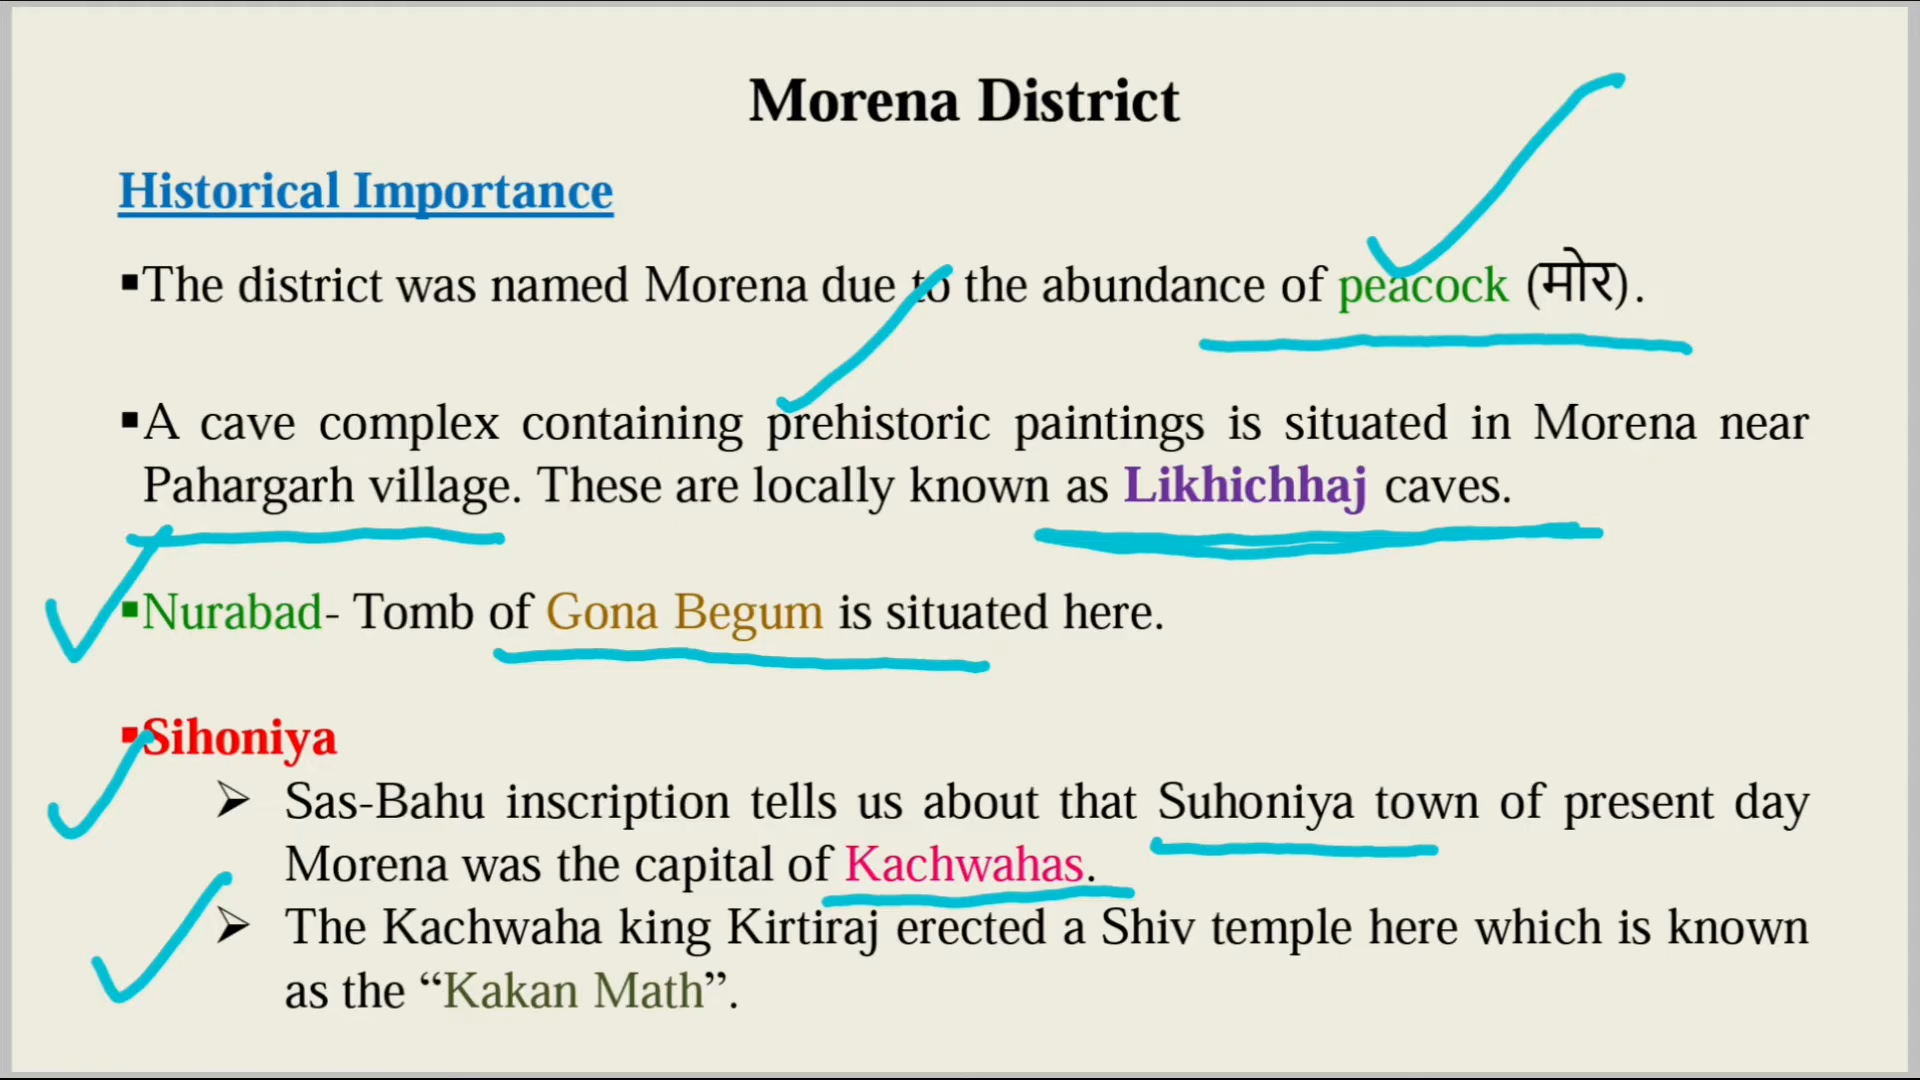 Morena District
Historical Importance
▪The district was named Morena due to the abundance of peacock (मोर).
▪A cave complex containing prehistoric paintings is situated in Morena near
Pahargarh village. These are locally known as Likhichhaj caves.
▪Nurabad- Tomb of Gona Begum is situated here.
▪Sihoniya
➢ Sas-Bahu inscription tells us about that Suhoniya town of present day
Morena was the capital of Kachwahas.
➢ The Kachwaha king Kirtiraj erected a Shiv temple here which is known
as the “Kakan Math”.